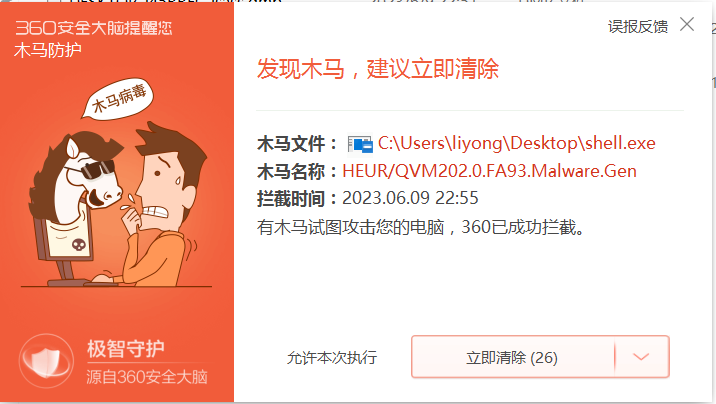 360安全大脑提醒您
木马防护
误报反馈
发现木马，建议立即清除
木马病毒
木马文件： C:\Users\liyong\Desktop\shell.exe
木马名称：HEUR/QVM202.0.FA93.Malware.Gen
拦截时间：2023.06.09 22:55
有木马试图攻击您的电脑，360已成功拦截。
极智守护
源自360安全大脑
允许本次执行
立即清除 (26)